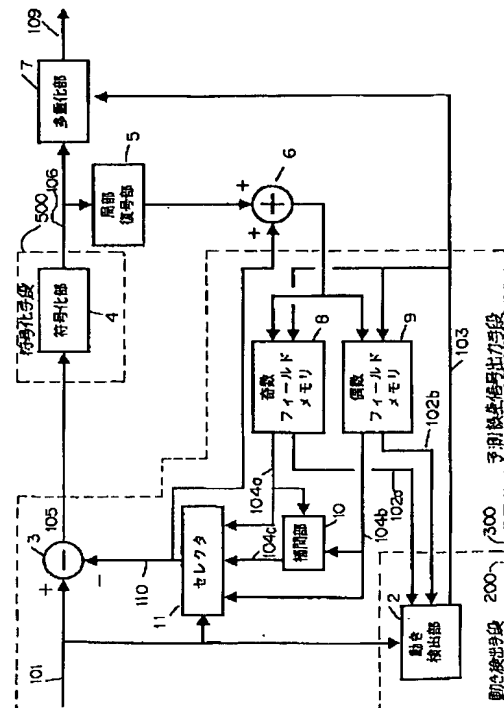 109
7
多重化部
500
106
5
局部
復号部
6
+
+
+
符号化手段
符号化部
4
105
3
+
−
−
101
110
11
セレクタ
104a
104c
10
補間部
8
奇数
フィールド
メモリ
9
偶数
フィールド
メモリ
104b
102a
102b
103
2
動き
検出部
動き検出手段
200
300
予測誤差信号出力手段